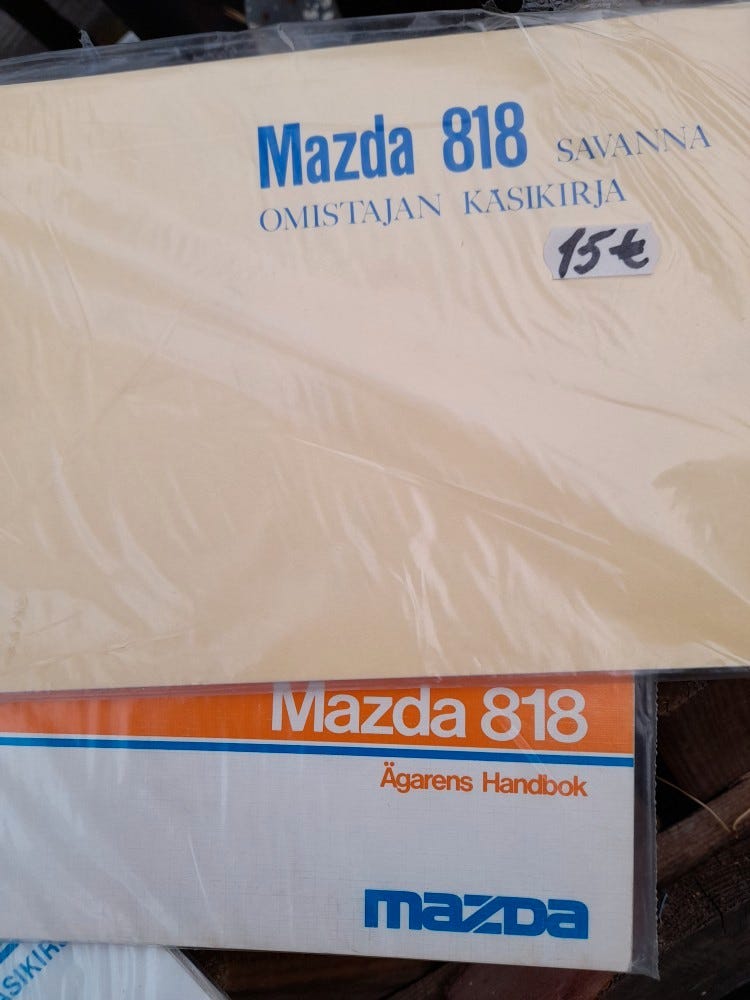 Mazda 818 SAVANNA
OMISTAJAN KÄSIKIRJA
15€
Mazda 818
Ägarens Handbok
mazda